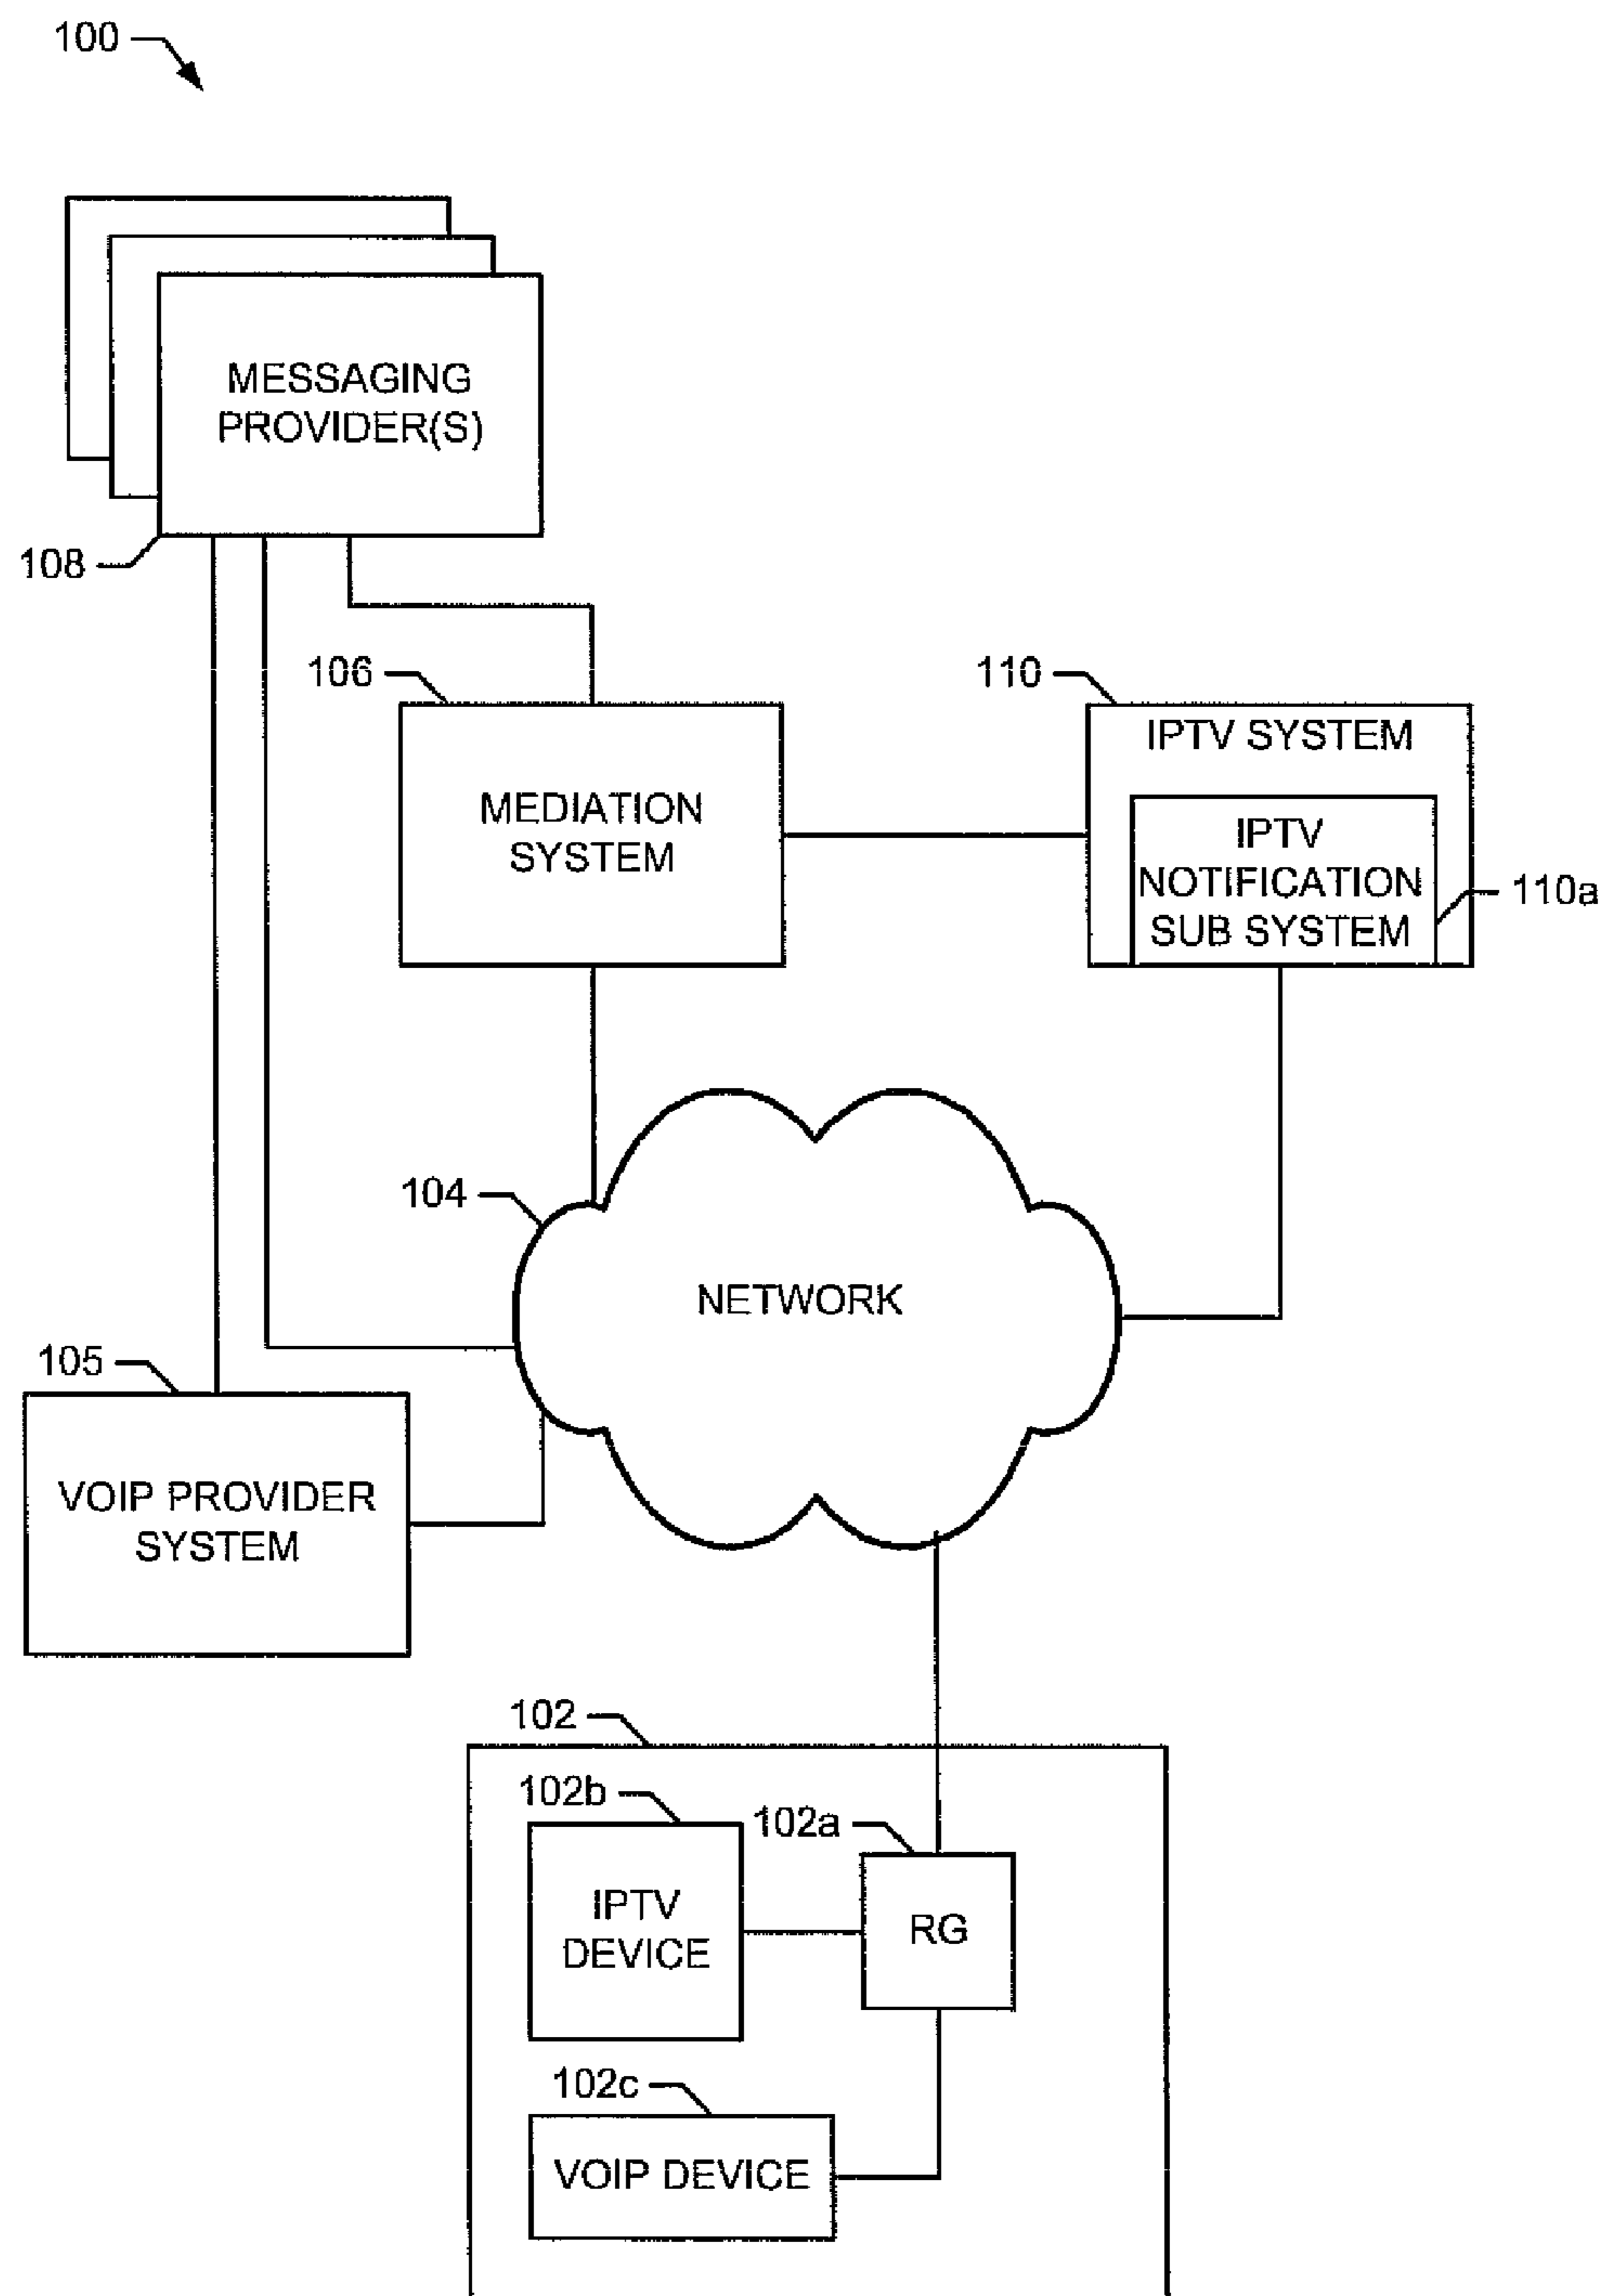 100
MESSAGING
PROVIDER(S)
108
106
110
MEDIATION
SYSTEM
IPTV SYSTEM
IPTV
NOTIFICATION
SUB SYSTEM
110a
104
NETWORK
105
VOIP PROVIDER
SYSTEM
102
102b
102a
IPTV
DEVICE
RG
102c
VOIP DEVICE